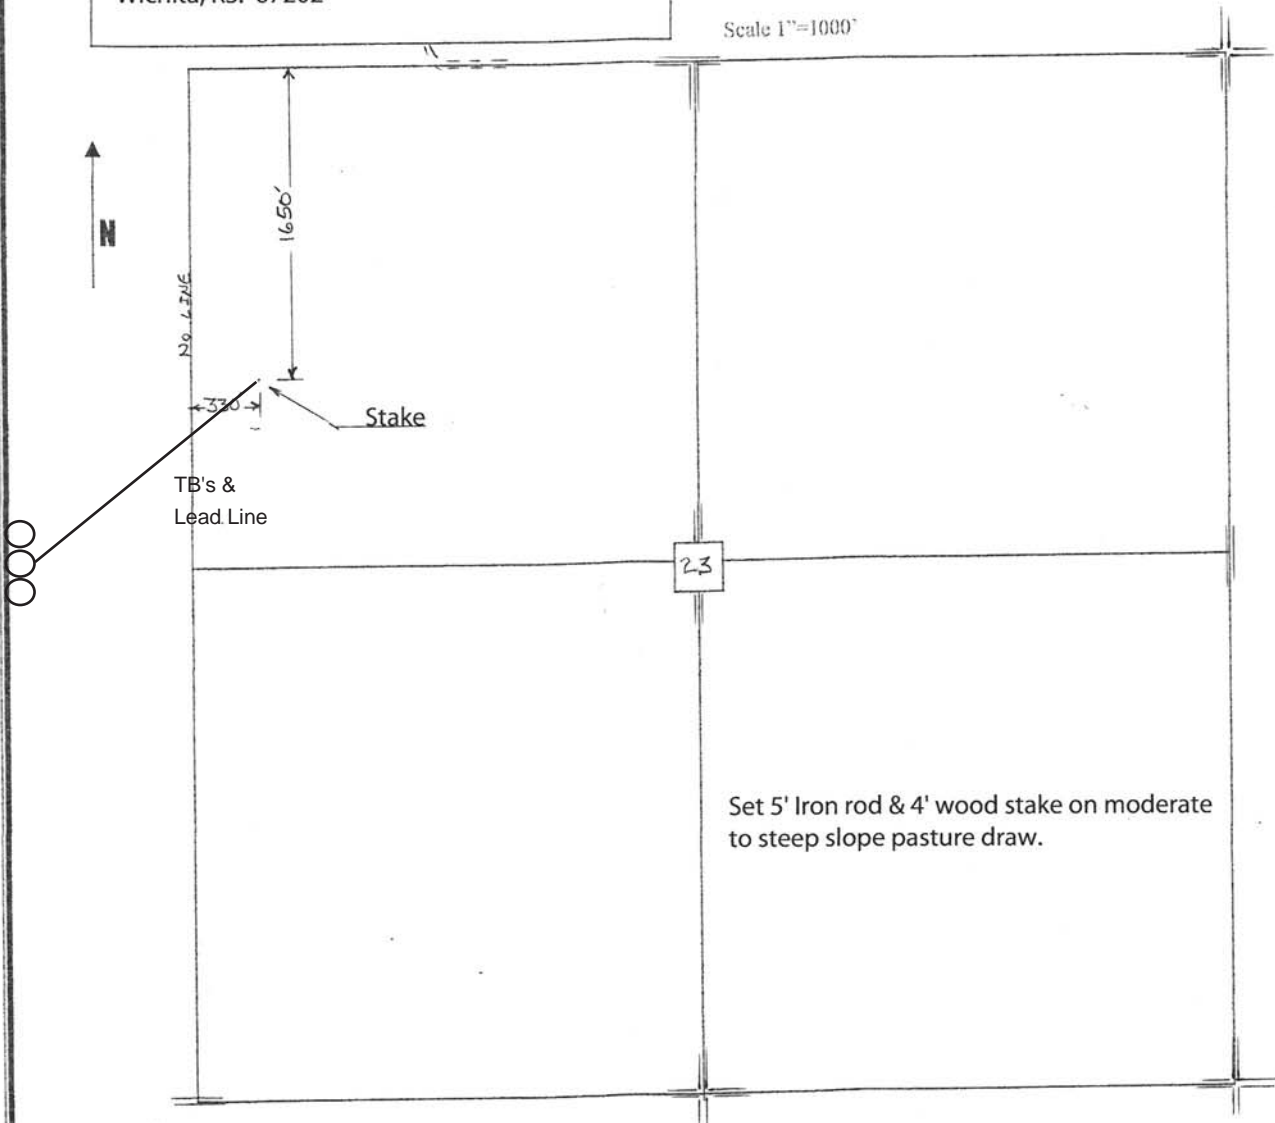 Wichita, KS. 67202
Scale 1"=1000'
N
1650'
No LINE
330
Stake
TB's &
Lead Line
23
Set 5' Iron rod & 4' wood stake on moderate
to steep slope pasture draw.